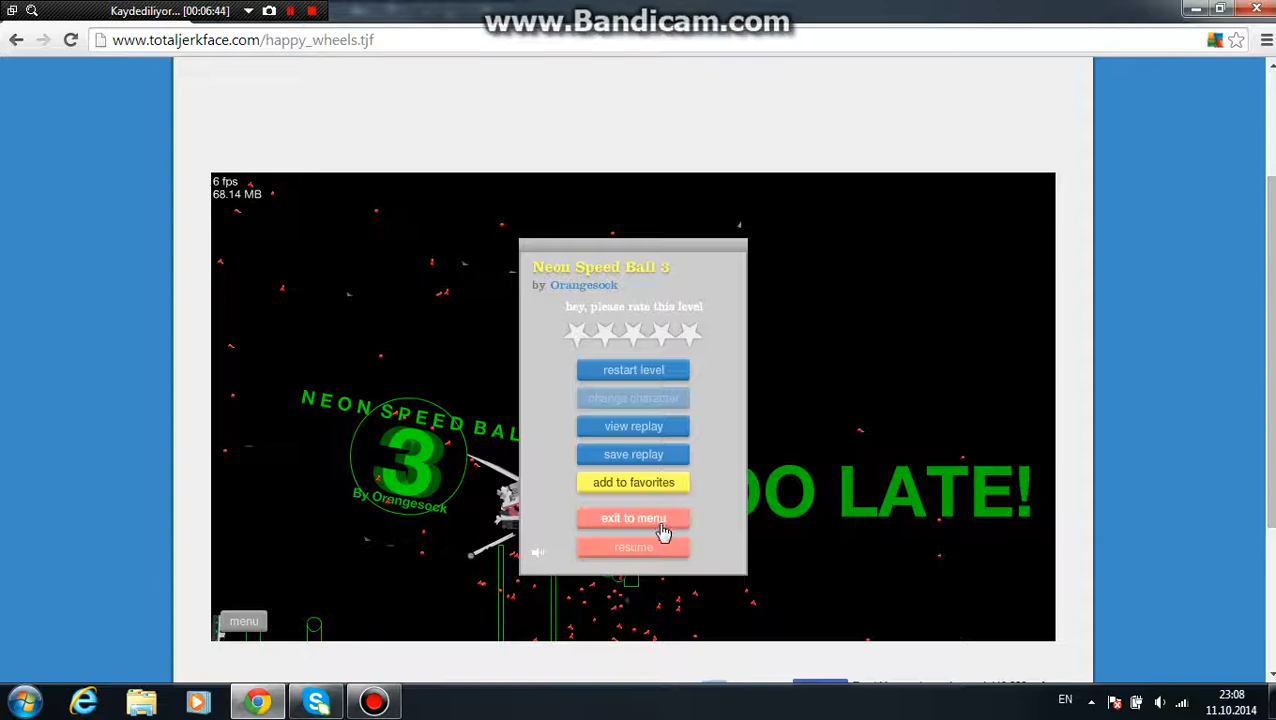 Kaydediliyor... [00:06:44]
www.Bandicam.com
www.totaljerkface.com/happy_wheels.tjf
6 fps
68.14 MB
Neon Speed Ball 3
by Orangesock
hey, please rate this level
restart level
change character
view replay
save replay
add to favorites
exit to menu
resume
NEON SPEED BAL
3
By Orangesock
OO LATE!
menu
EN
23:08
11.10.2014